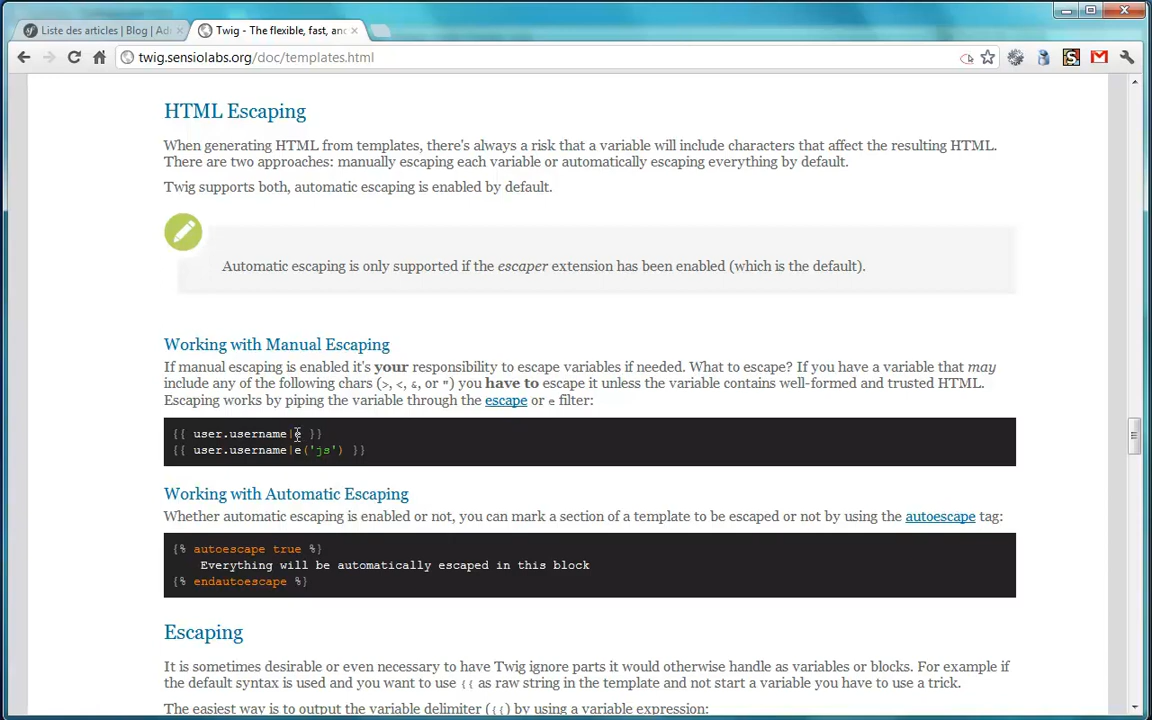 Liste des articles | Blog | Ad
Twig - The flexible, fast, an
twig.sensiolabs.org/doc/templates.html
HTML Escaping
When generating HTML from templates, there's always a risk that a variable will include characters that affect the resulting HTML.
There are two approaches: manually escaping each variable or automatically escaping everything by default.
Twig supports both, automatic escaping is enabled by default.
Automatic escaping is only supported if the escaper extension has been enabled (which is the default).
Working with Manual Escaping
If manual escaping is enabled it's your responsibility to escape variables if needed. What to escape? If you have a variable that may
include any of the following chars (>, <, &, or ") you have to escape it unless the variable contains well-formed and trusted HTML.
Escaping works by piping the variable through the escape or e filter:
{{ user.username|e }}
{{ user.username|e('js') }}
Working with Automatic Escaping
Whether automatic escaping is enabled or not, you can mark a section of a template to be escaped or not by using the autoescape tag:
{% autoescape true %}
Everything will be automatically escaped in this block
{% endautoescape %}
Escaping
It is sometimes desirable or even necessary to have Twig ignore parts it would otherwise handle as variables or blocks. For example if
the default syntax is used and you want to use {{ as raw string in the template and not start a variable you have to use a trick.
The easiest way is to output the variable delimiter ({{) by using a variable expression: